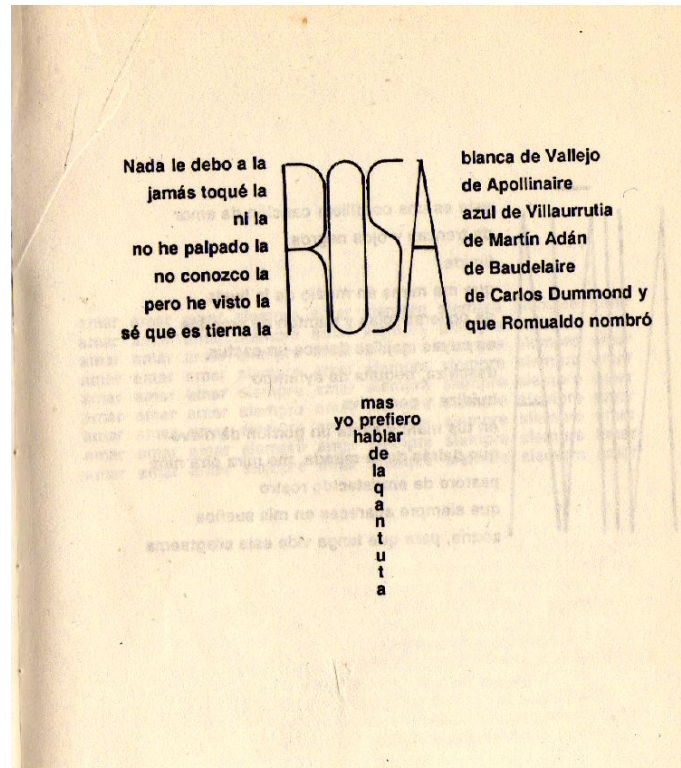 Nada le debo a la ROSA blanca de Vallejo
jamás toqué la de Apollinaire
ni la azul de Villaurrutia
no he palpado la de Martín Adán
no conozco la de Baudelaire
pero he visto la de Carlos Dummond y
sé que es tierna la que Romualdo nombró
mas
yo prefiero
hablar
de
la
q
a
n
t
u
t
a